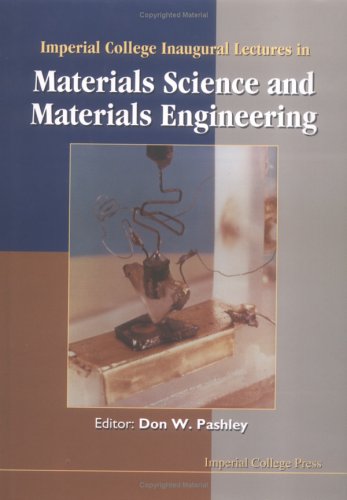 Imperial College Inaugural Lectures in
Materials Science and
Materials Engineering
Editor: Don W. Pashley
Imperial College Press